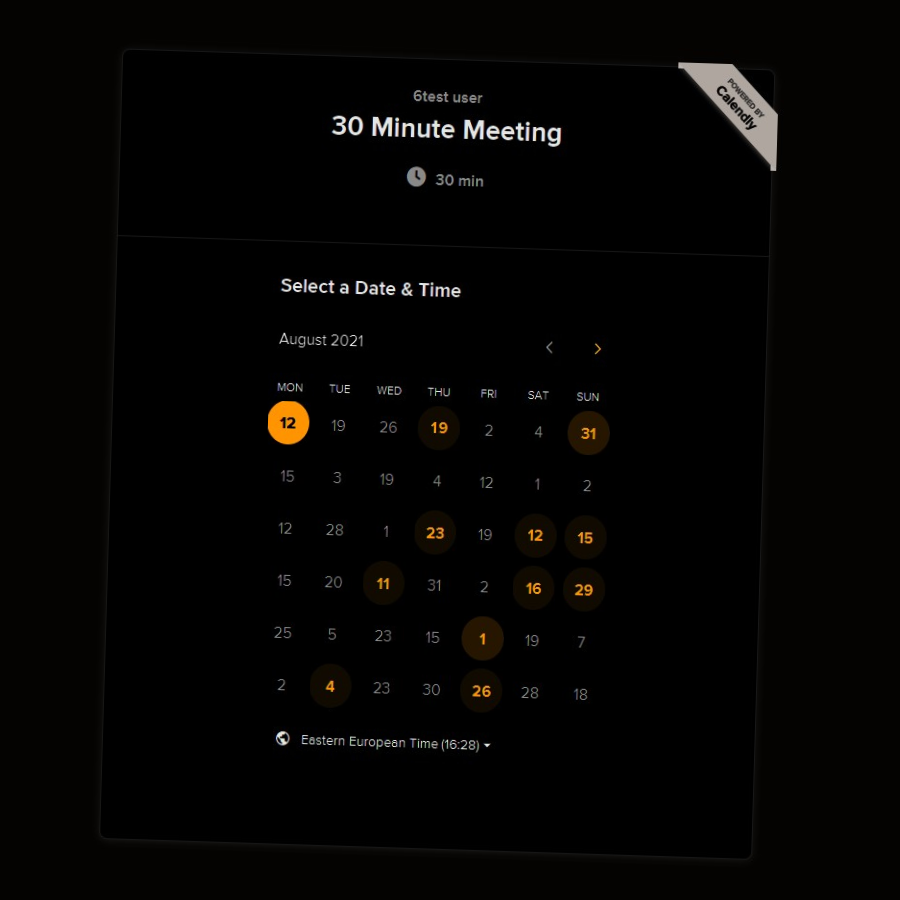 POWERED BY
Calendly
6test user
30 Minute Meeting
30 min
Select a Date & Time
August 2021
MON TUE WED THU FRI SAT SUN
12 19 26 19 2 4 31
15 3 19 4 12 1 2
12 28 1 23 19 12 15
15 20 11 31 2 16 29
25 5 23 15 1 19 7
2 4 23 30 26 28 18
Eastern European Time (16:28)